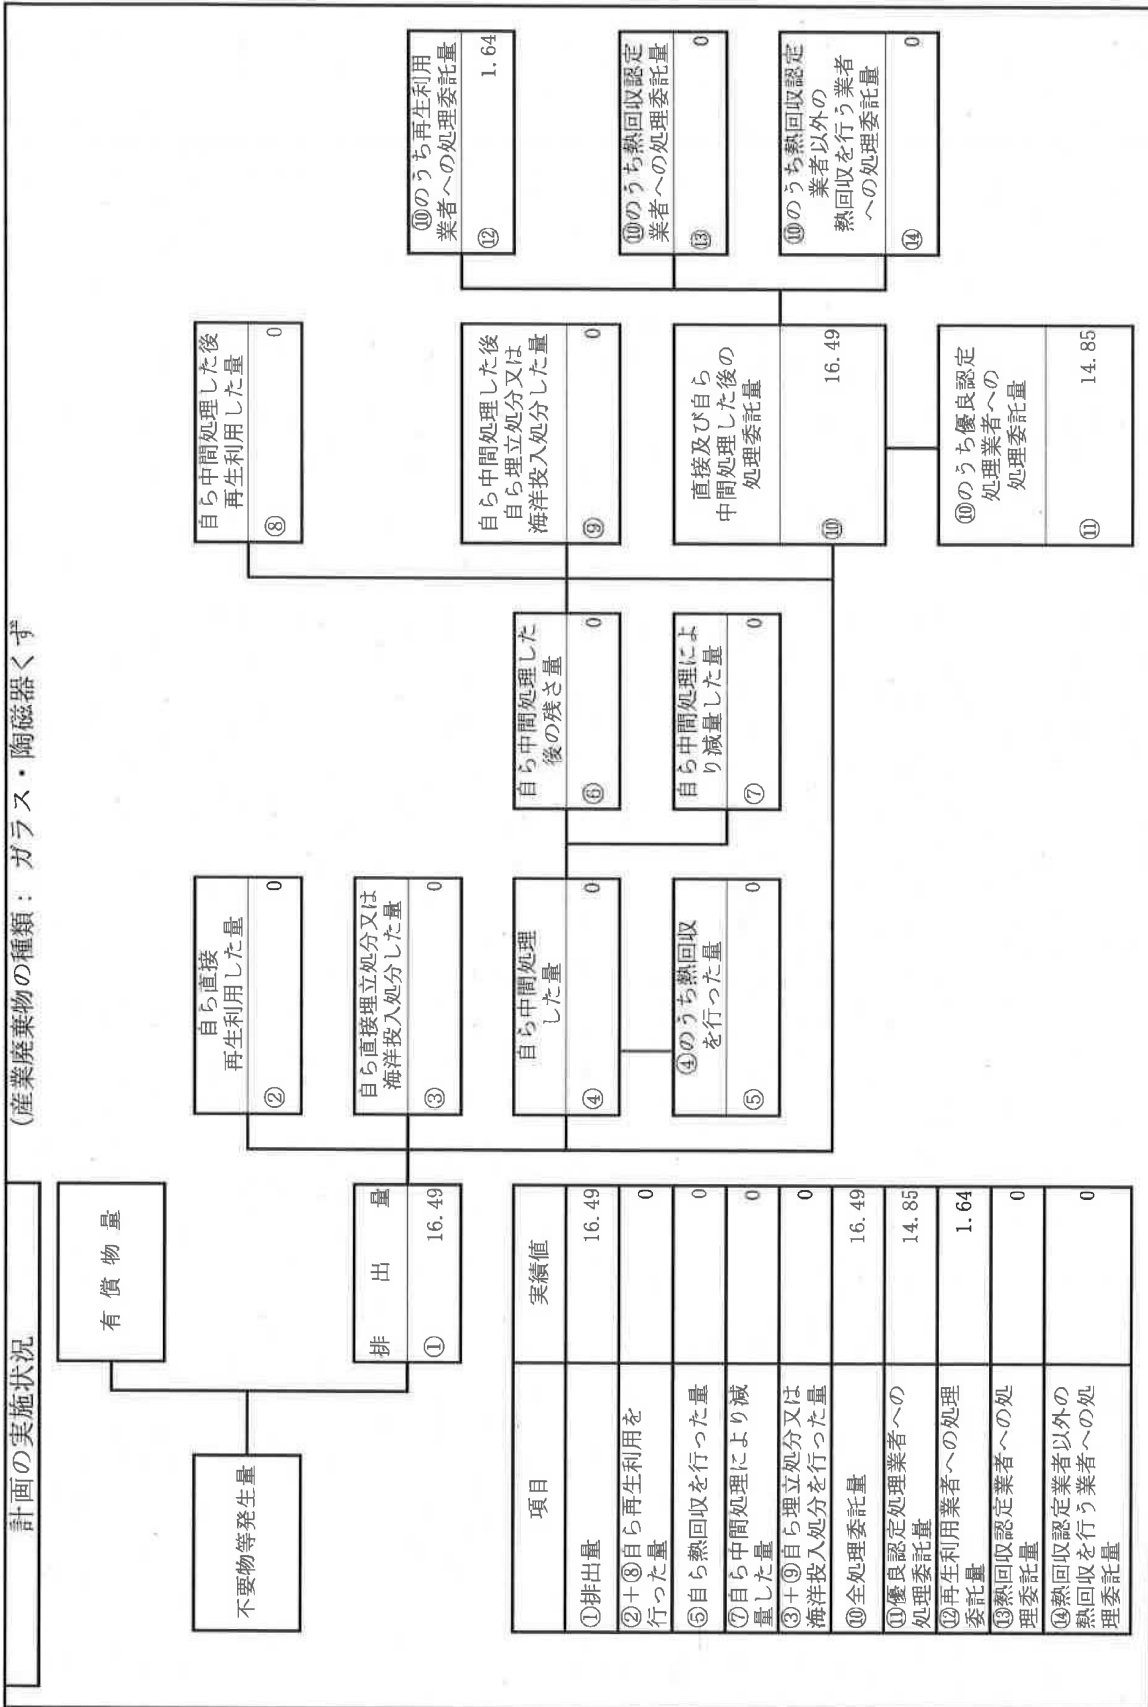 計画の実施状況
(産業廃棄物の種類： ガラス・陶磁器くず
不要物等発生量
有 償 物 量
排 出 量
① 16.49
自ら直接
再生利用した量
② 0
自ら直接埋立処分又は
海洋投入処分した量
③ 0
自ら中間処理
した量
④ 0
④のうち熱回収
を行った量
⑤ 0
自ら中間処理した
後の残さ量
⑥ 0
自ら中間処理によ
り減量した量
⑦ 0
自ら中間処理した後
再生利用した量
⑧ 0
自ら中間処理した後
自ら埋立処分又は
海洋投入処分した量
⑨ 0
直接及び自ら
中間処理した後の
処理委託量
⑩ 16.49
⑩のうち優良認定
処理業者への
処理委託量
⑪ 14.85
⑩のうち再生利用
業者への処理委託量
⑫ 1.64
⑩のうち熱回収認定
業者への処理委託量
⑬ 0
⑩のうち熱回収認定
業者以外の
熱回収を行う業者
への処理委託量
⑭ 0
項目 実績値
①排出量 16.49
②＋⑧自ら再生利用を
行った量 0
⑤自ら熱回収を行った量 0
⑦自ら中間処理により減
量した量 0
③＋⑨自ら埋立処分又は
海洋投入処分を行った量 0
⑩全処理委託量 16.49
⑪優良認定処理業者への
処理委託量 14.85
⑫再生利用業者への処理
委託量 1.64
⑬熱回収認定業者への処
理委託量 0
⑭熱回収認定業者以外の
熱回収を行う業者への処
理委託量 0